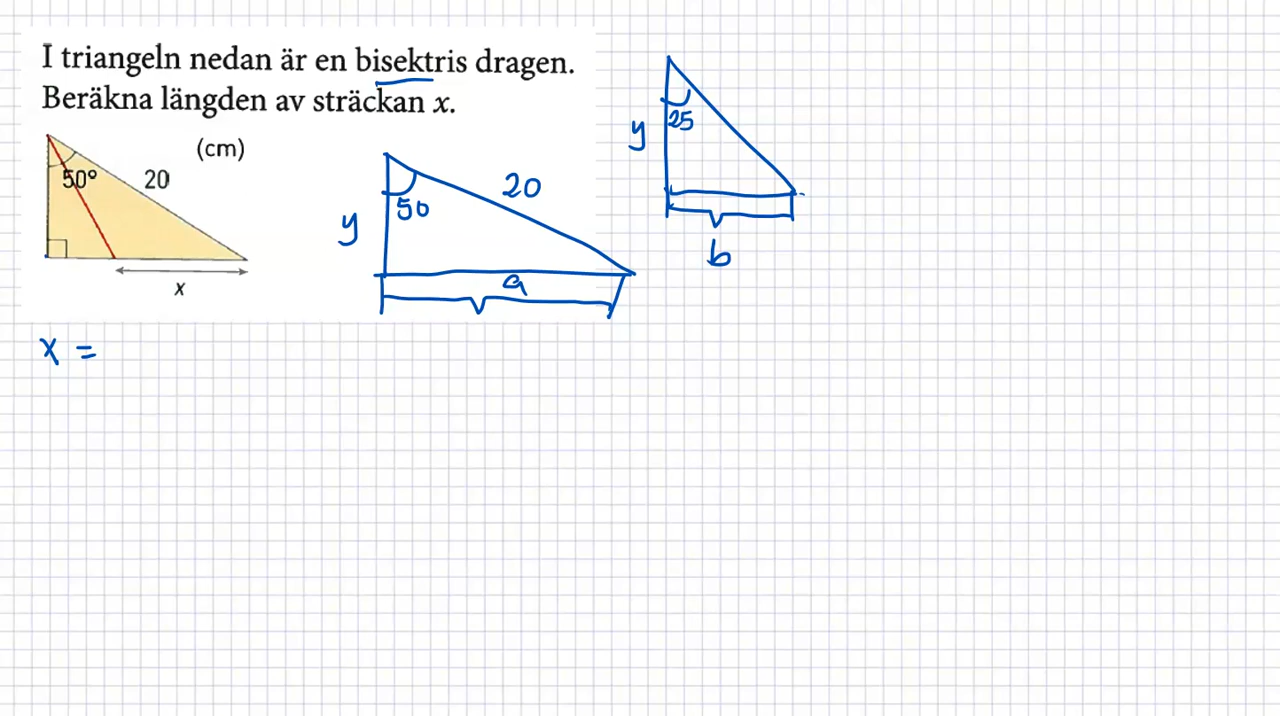 I triangeln nedan är en bisektris dragen.
Beräkna längden av sträckan x.
(cm)
50°
20
x
y
50
20
a
y
25
b
x =